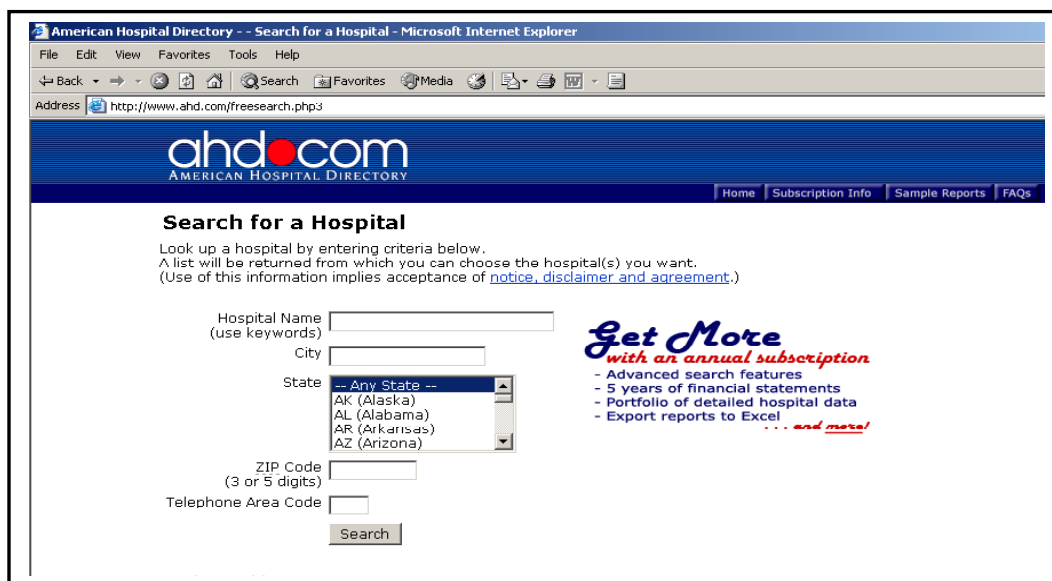 American Hospital Directory - - Search for a Hospital - Microsoft Internet Explorer
File Edit View Favorites Tools Help
Back Search Favorites Media
Address http://www.ahd.com/freesearch.php3
ahd.com
AMERICAN HOSPITAL DIRECTORY
Home Subscription Info Sample Reports FAQs
Search for a Hospital
Look up a hospital by entering criteria below.
A list will be returned from which you can choose the hospital(s) you want.
(Use of this information implies acceptance of notice, disclaimer and agreement.)
Hospital Name
(use keywords)
City
State
-- Any State --
AK (Alaska)
AL (Alabama)
AR (Arkansas)
AZ (Arizona)
ZIP Code
(3 or 5 digits)
Telephone Area Code
Search
Get More
with an annual subscription
- Advanced search features
- 5 years of financial statements
- Portfolio of detailed hospital data
- Export reports to Excel
. . . and more!